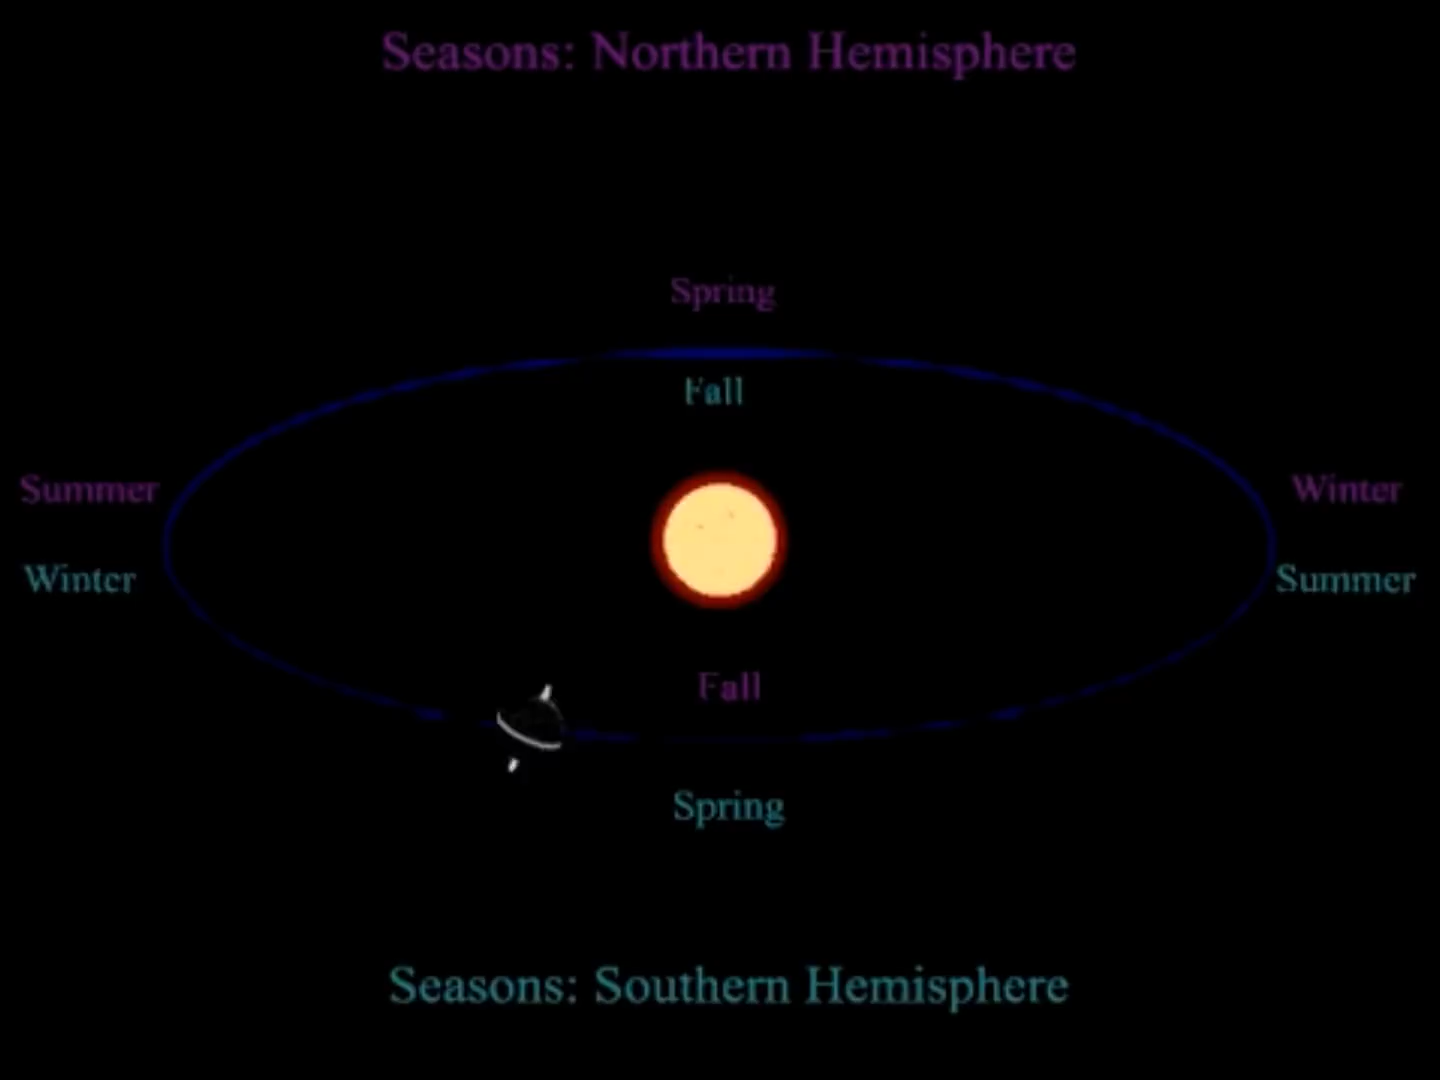 Seasons: Northern Hemisphere
Spring
Fall
Summer
Winter
Winter
Summer
Fall
Spring
Seasons: Southern Hemisphere